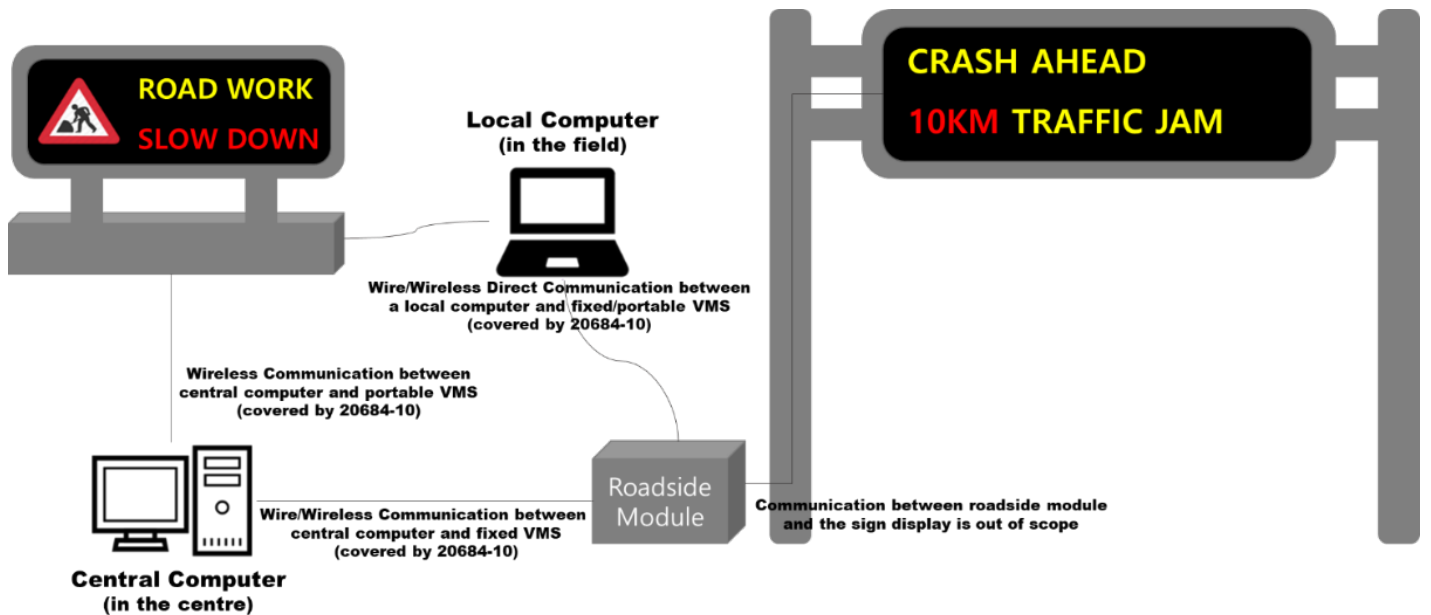 ROAD WORK
SLOW DOWN
CRASH AHEAD
10KM TRAFFIC JAM
Local Computer
(in the field)
Wire/Wireless Direct Communication between
a local computer and fixed/portable VMS
(covered by 20684-10)
Wireless Communication between
central computer and portable VMS
(covered by 20684-10)
Roadside
Module
Wire/Wireless Communication between
central computer and fixed VMS
(covered by 20684-10)
Communication between roadside module
and the sign display is out of scope
Central Computer
(in the centre)